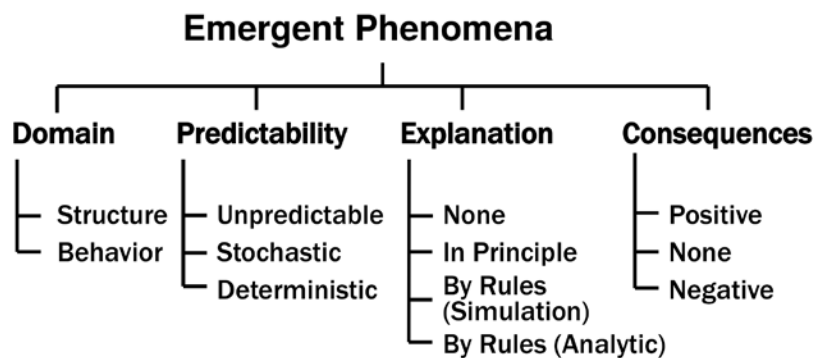 Emergent Phenomena
Domain
Structure
Behavior
Predictability
Unpredictable
Stochastic
Deterministic
Explanation
None
In Principle
By Rules
(Simulation)
By Rules (Analytic)
Consequences
Positive
None
Negative